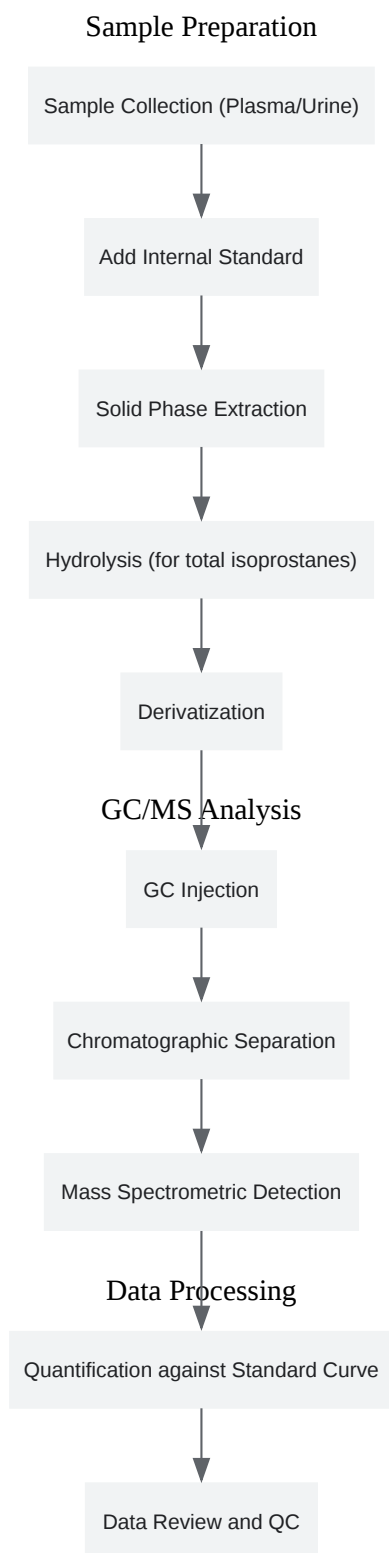 Sample Preparation
Sample Collection (Plasma/Urine)
Add Internal Standard
Solid Phase Extraction
Hydrolysis (for total isoprostanes)
Derivatization
GC/MS Analysis
GC Injection
Chromatographic Separation
Mass Spectrometric Detection
Data Processing
Quantification against Standard Curve
Data Review and QC